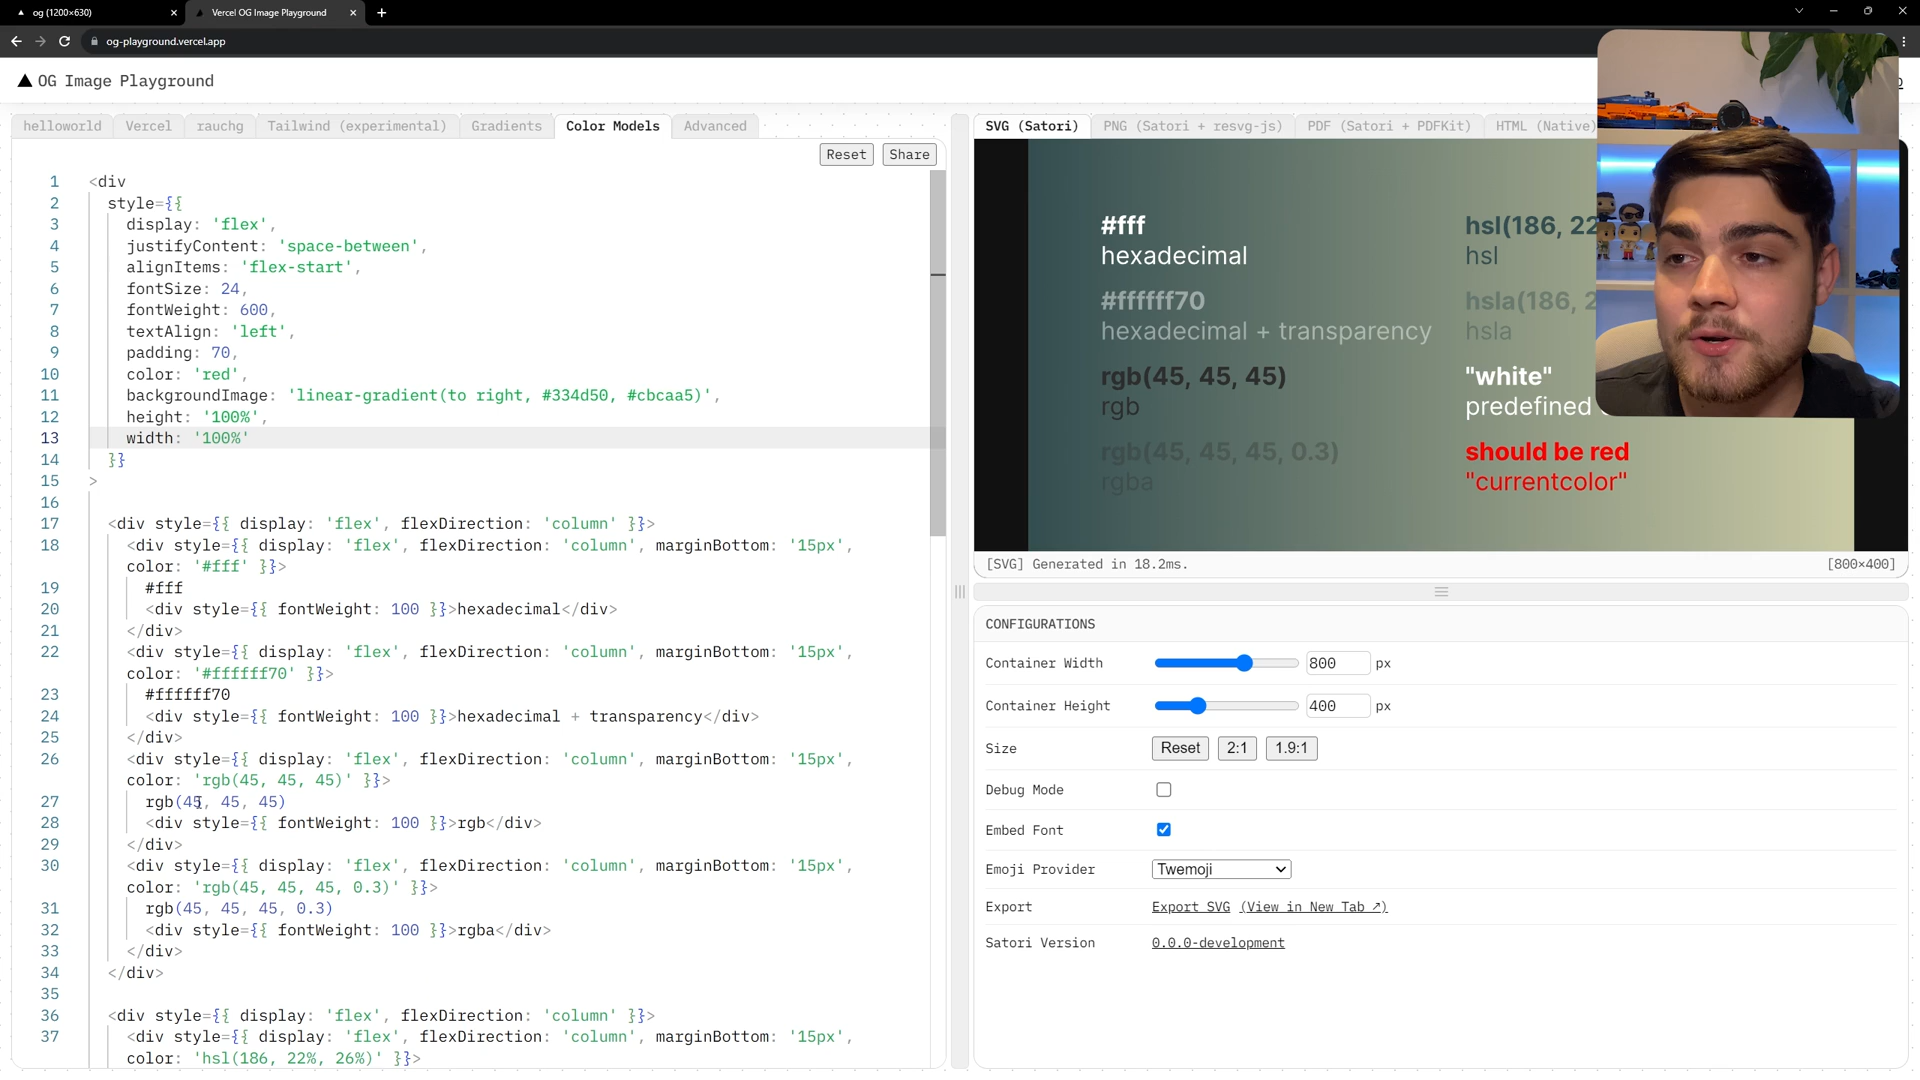 og (1200×630)
Vercel OG Image Playground
og-playground.vercel.app
OG Image Playground
helloworld Vercel rauchg Tailwind (experimental) Gradients Color Models Advanced
Reset Share
1 <div
2 style={{
3 display: 'flex',
4 justifyContent: 'space-between',
5 alignItems: 'flex-start',
6 fontSize: 24,
7 fontWeight: 600,
8 textAlign: 'left',
9 padding: 70,
10 color: 'red',
11 backgroundImage: 'linear-gradient(to right, #334d50, #cbcaa5)',
12 height: '100%',
13 width: '100%'
14 }}
15 >
16
17 <div style={{ display: 'flex', flexDirection: 'column' }}>
18 <div style={{ display: 'flex', flexDirection: 'column', marginBottom: '15px',
color: '#fff' }}>
19 #fff
20 <div style={{ fontWeight: 100 }}>hexadecimal</div>
21 </div>
22 <div style={{ display: 'flex', flexDirection: 'column', marginBottom: '15px',
color: '#ffffff70' }}>
23 #ffffff70
24 <div style={{ fontWeight: 100 }}>hexadecimal + transparency</div>
25 </div>
26 <div style={{ display: 'flex', flexDirection: 'column', marginBottom: '15px',
color: 'rgb(45, 45, 45)' }}>
27 rgb(45, 45, 45)
28 <div style={{ fontWeight: 100 }}>rgb</div>
29 </div>
30 <div style={{ display: 'flex', flexDirection: 'column', marginBottom: '15px',
color: 'rgb(45, 45, 45, 0.3)' }}>
31 rgb(45, 45, 45, 0.3)
32 <div style={{ fontWeight: 100 }}>rgba</div>
33 </div>
34 </div>
35
36 <div style={{ display: 'flex', flexDirection: 'column' }}>
37 <div style={{ display: 'flex', flexDirection: 'column', marginBottom: '15px',
color: 'hsl(186, 22%, 26%)' }}>
SVG (Satori) PNG (Satori + resvg-js) PDF (Satori + PDFKit) HTML (Native)
#fff
hexadecimal
#ffffff70
hexadecimal + transparency
rgb(45, 45, 45)
rgb
rgb(45, 45, 45, 0.3)
rgba
hsl(186, 22
hsl
hsla(186, 2
hsla
"white"
predefined
should be red
"currentcolor"
[SVG] Generated in 18.2ms. [800×400]
CONFIGURATIONS
Container Width 800 px
Container Height 400 px
Size Reset 2:1 1.9:1
Debug Mode
Embed Font
Emoji Provider Twemoji
Export Export SVG (View in New Tab ↗)
Satori Version 0.0.0-development